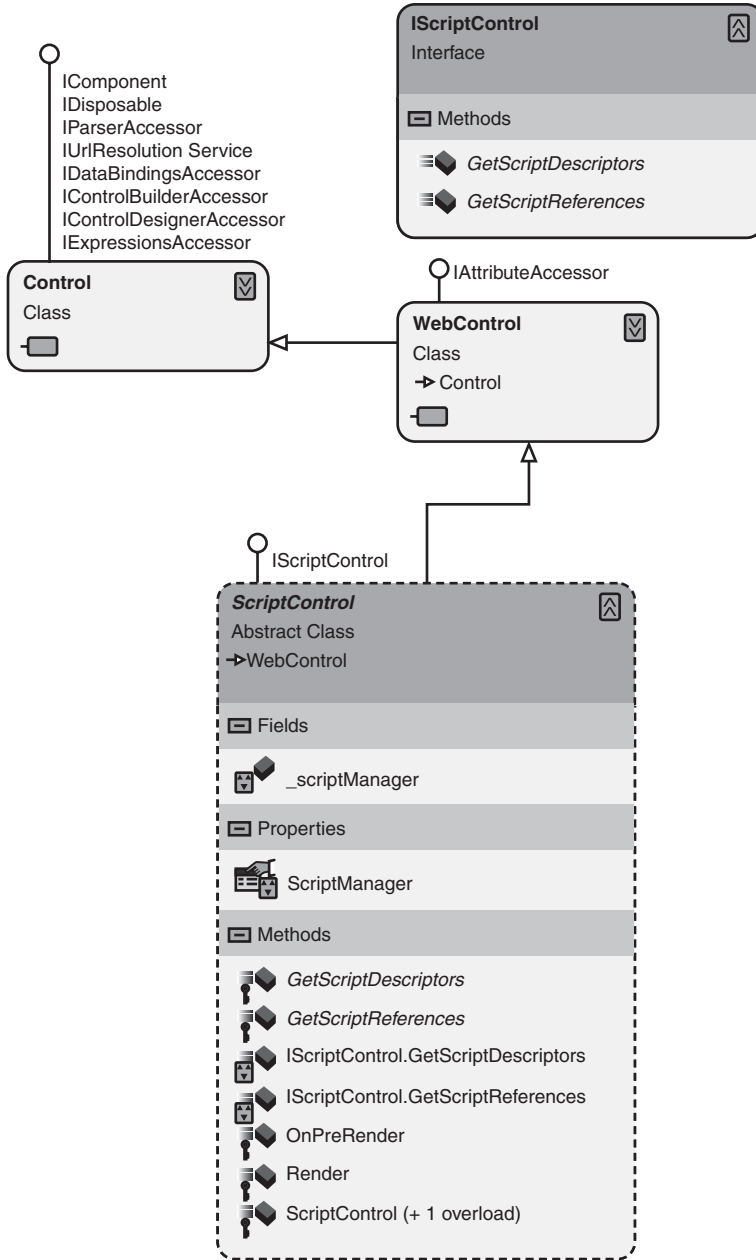 IComponent
IDisposable
IParserAccessor
IUrlResolution Service
IDataBindingsAccessor
IControlBuilderAccessor
IControlDesignerAccessor
IExpressionsAccessor
Control
Class
IScriptControl
Interface
Methods
GetScriptDescriptors
GetScriptReferences
IAttributeAccessor
WebControl
Class
Control
IScriptControl
ScriptControl
Abstract Class
WebControl
Fields
_scriptManager
Properties
ScriptManager
Methods
GetScriptDescriptors
GetScriptReferences
IScriptControl.GetScriptDescriptors
IScriptControl.GetScriptReferences
OnPreRender
Render
ScriptControl (+ 1 overload)